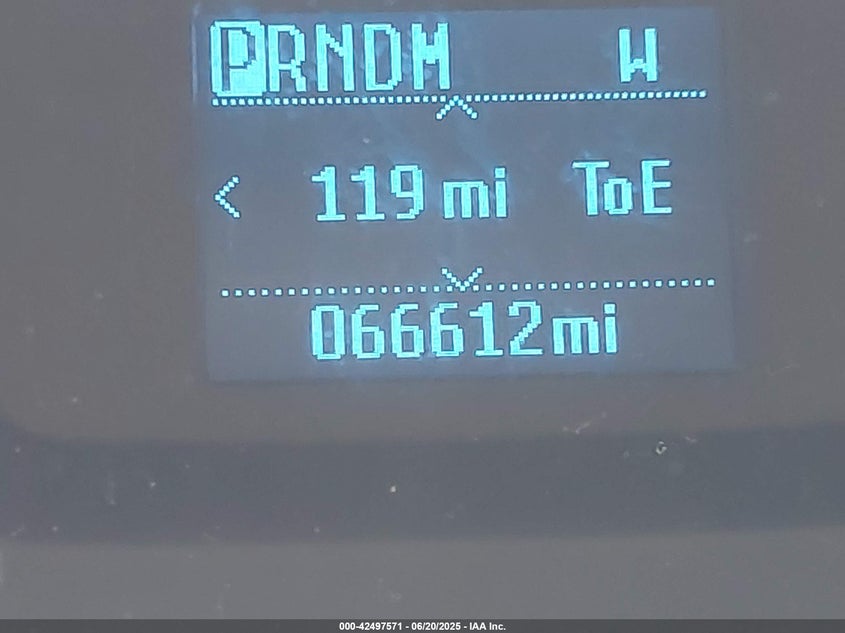 PRNDM W
< 119 mi ToE
066612mi
000-42497571 - 06/20/2025 - IAA Inc.